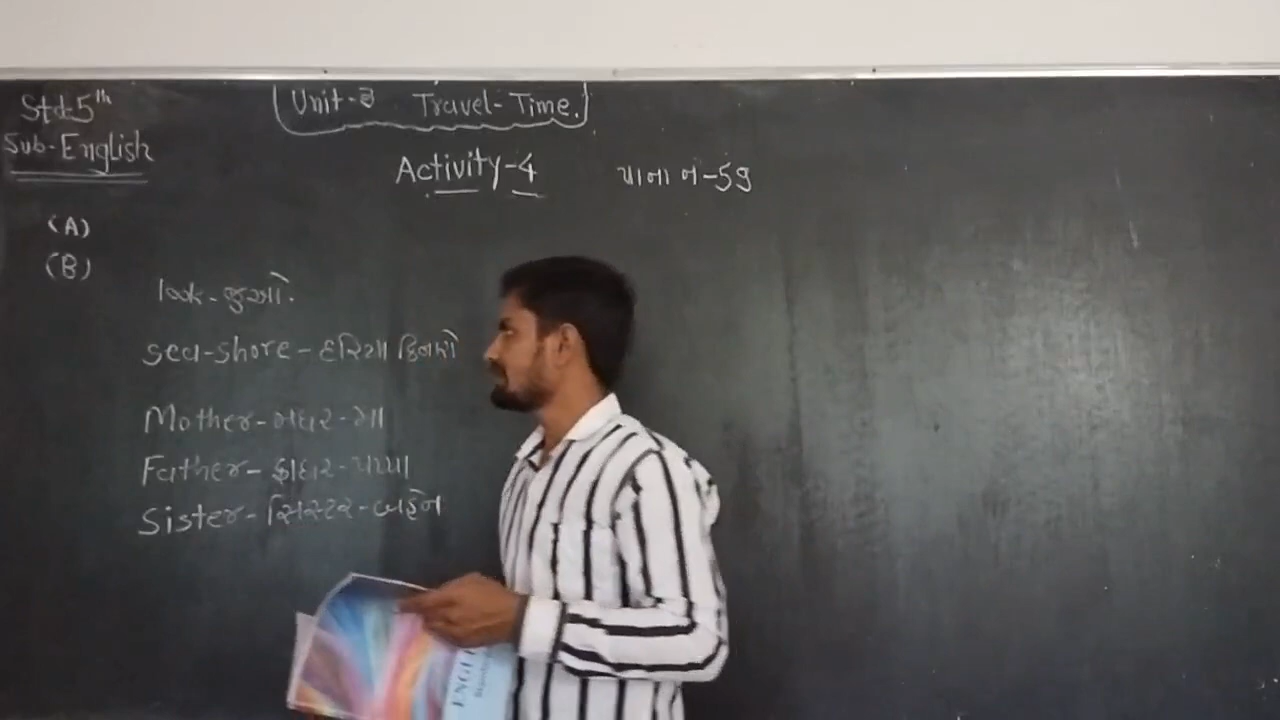 Std-5th
Sub-English
Unit-૩ Travel-Time.
Activity-4
પાના નં-59
(A)
(B)
look-જુઓ.
sea-shore-દરિયા કિનારો
Mother-મધર-મા
Father-ફાધર-પપ્પા
Sister-સિસ્ટર-બહેન